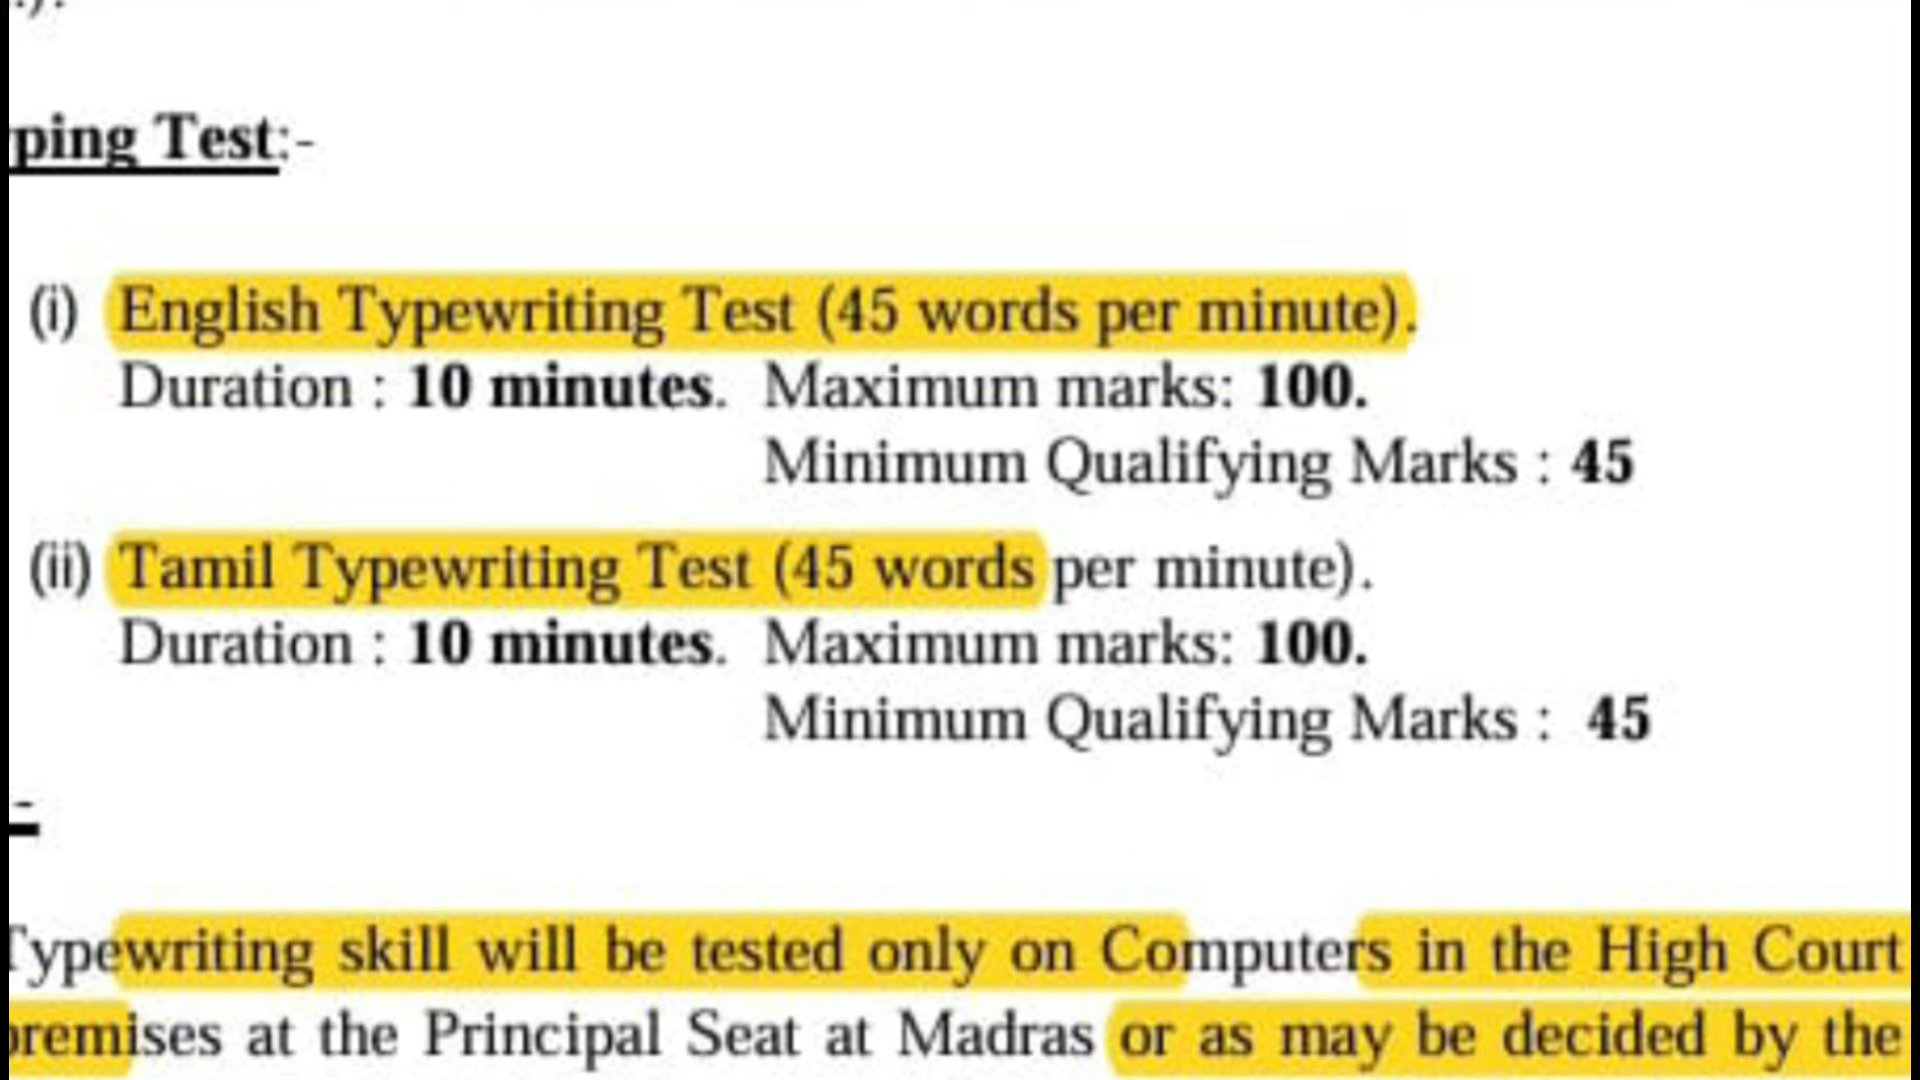 ping Test:-
(i) English Typewriting Test (45 words per minute).
Duration : 10 minutes. Maximum marks: 100.
Minimum Qualifying Marks : 45
(ii) Tamil Typewriting Test (45 words per minute).
Duration : 10 minutes. Maximum marks: 100.
Minimum Qualifying Marks : 45
Typewriting skill will be tested only on Computers in the High Court
premises at the Principal Seat at Madras or as may be decided by the